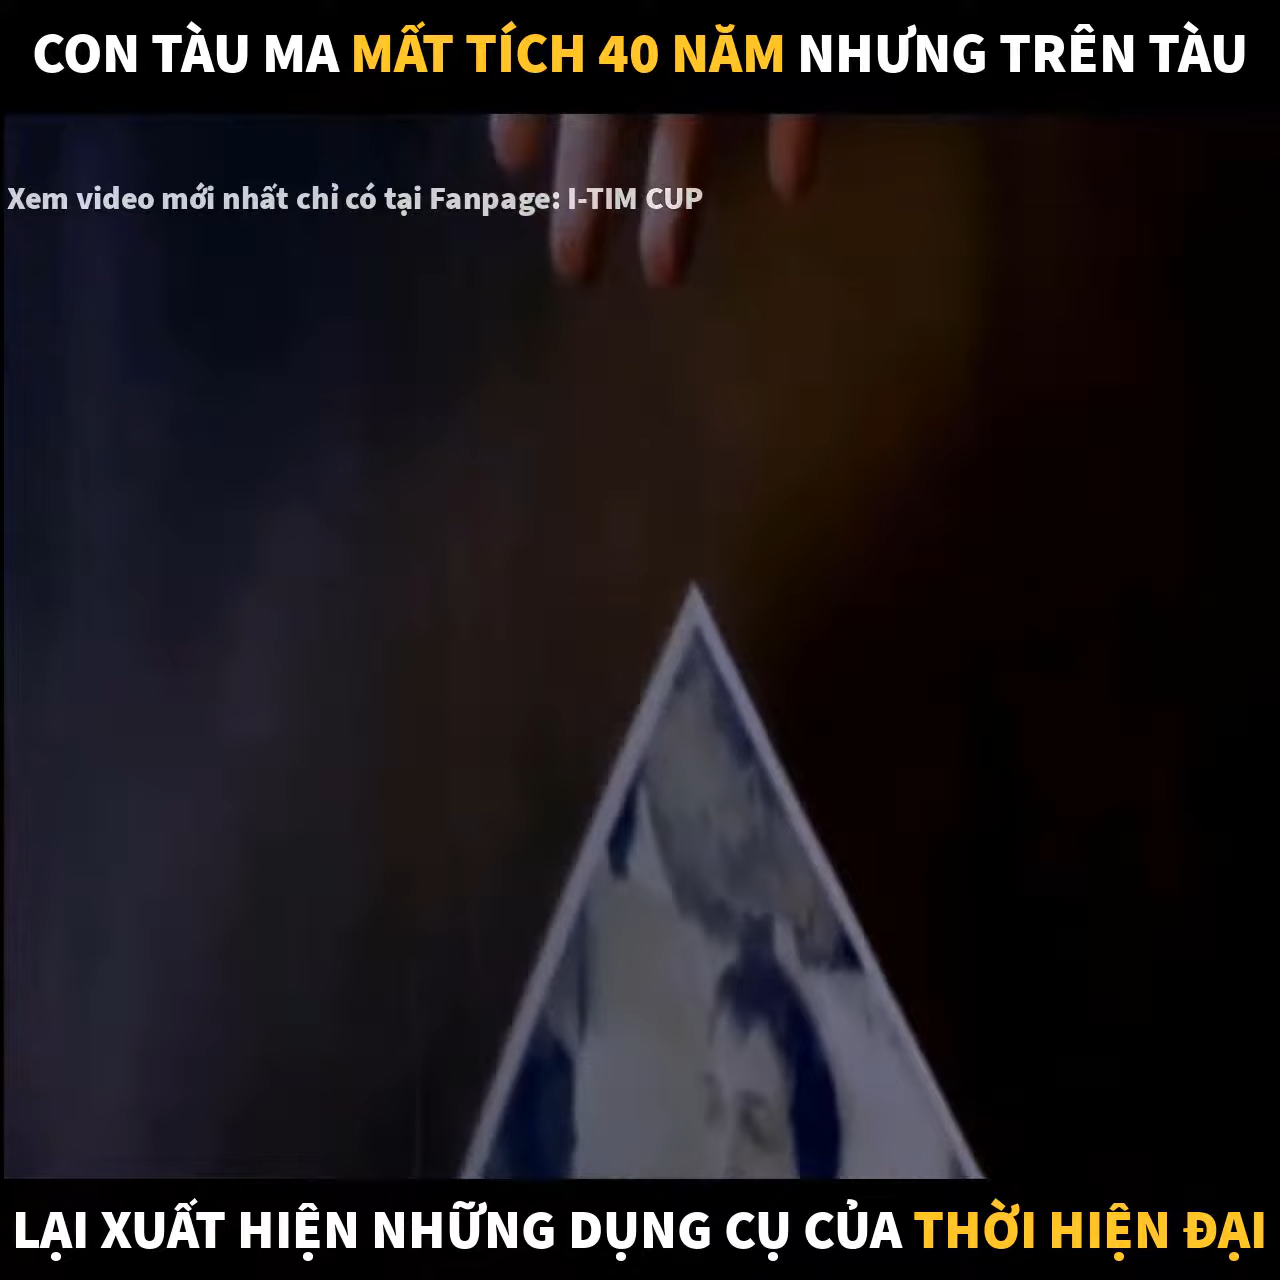 CON TÀU MA MẤT TÍCH 40 NĂM NHƯNG TRÊN TÀU
Xem video mới nhất chỉ có tại Fanpage: I-TIM CUP
LẠI XUẤT HIỆN NHỮNG DỤNG CỤ CỦA THỜI HIỆN ĐẠI